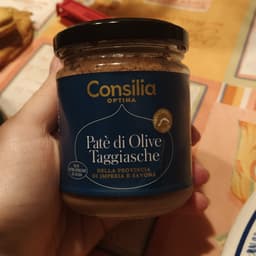 Consilia
OPTIMA
Patè di Olive
Taggiasche
DELLA PROVINCIA
DI IMPERIA E SAVONA